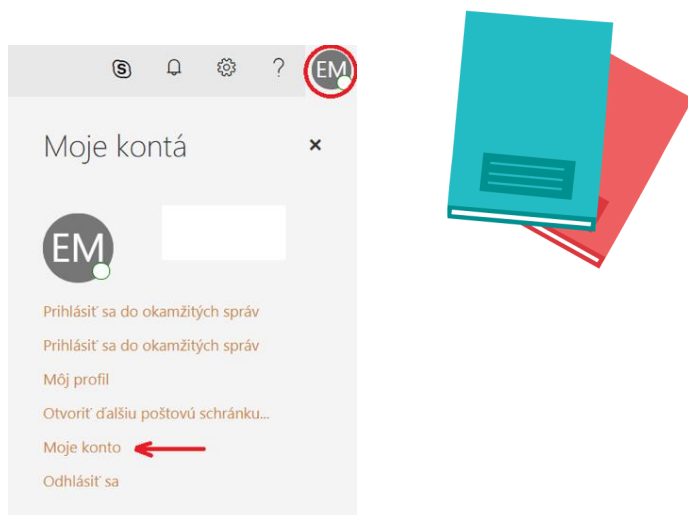 EM
Moje kontá
EM
Prihlásiť sa do okamžitých správ
Prihlásiť sa do okamžitých správ
Môj profil
Otvoriť ďalšiu poštovú schránku...
Moje konto
Odhlásiť sa